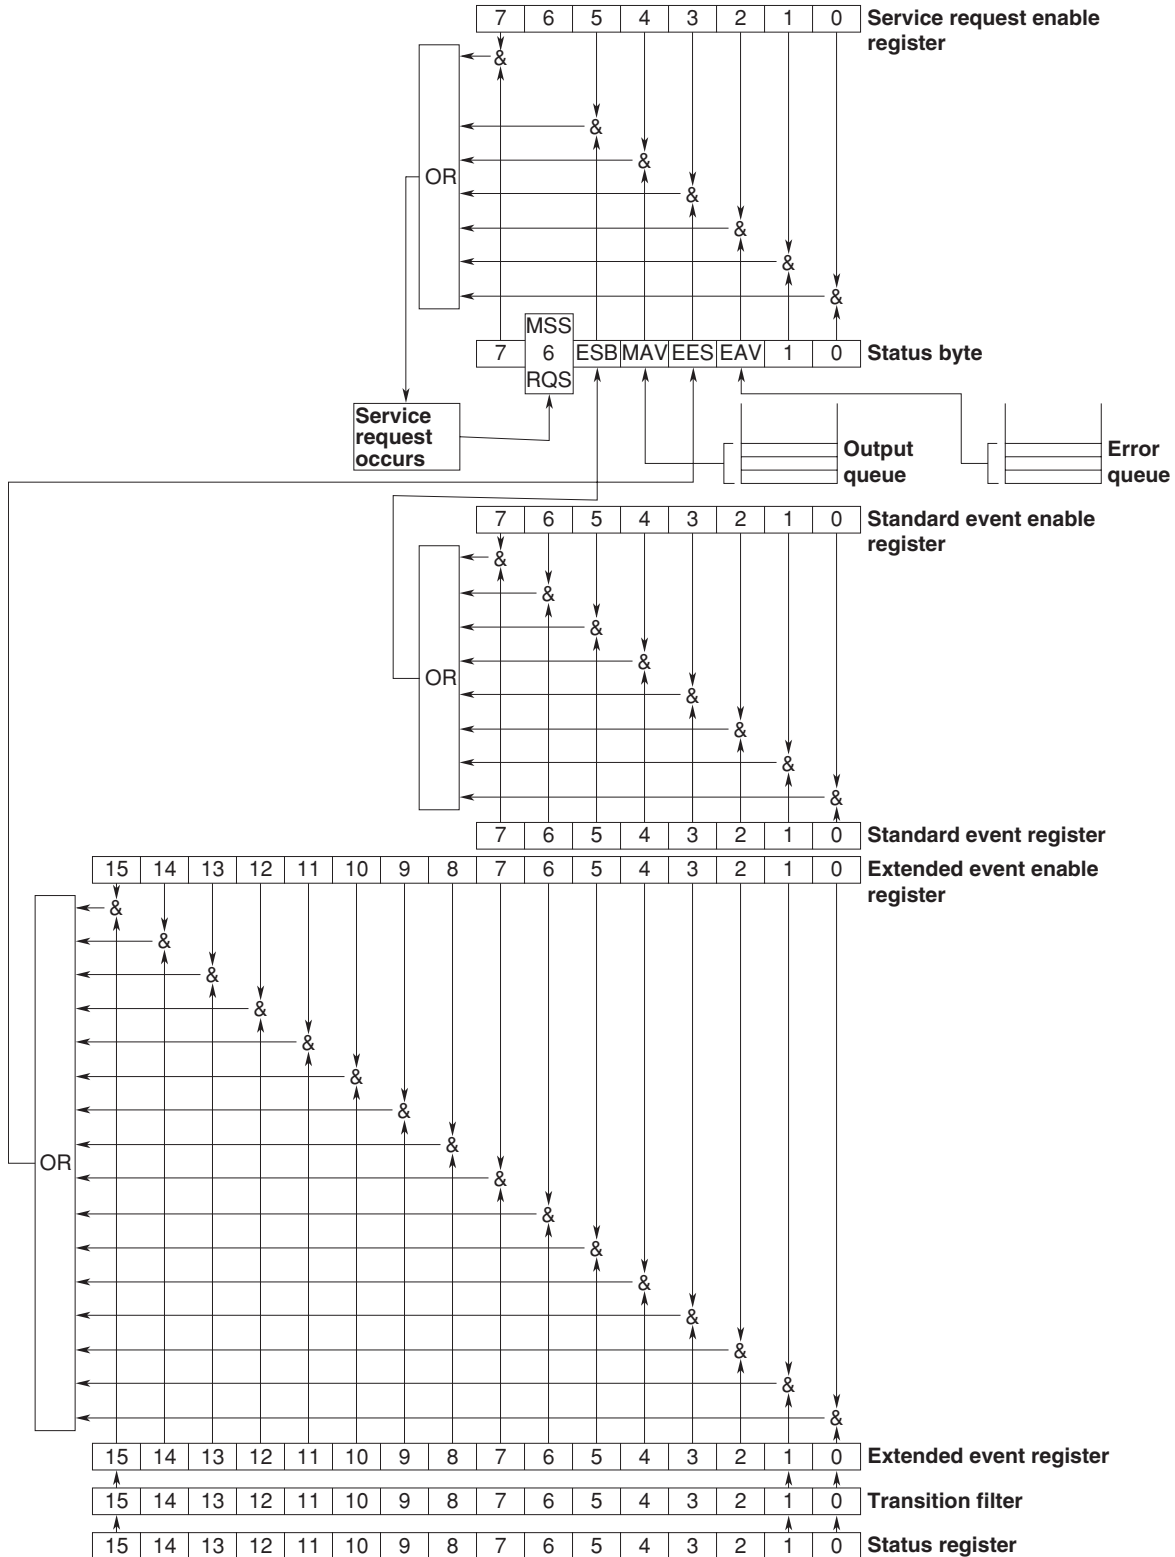 7 6 5 4 3 2 1 0 Service request enable
register
&
&
&
OR
&
&
&
&
MSS
7 6 ESB MAV EES EAV 1 0 Status byte
RQS
Service
request
occurs
Output
queue
Error
queue
7 6 5 4 3 2 1 0 Standard event enable
register
&
&
&
&
OR
&
&
&
&
7 6 5 4 3 2 1 0 Standard event register
15 14 13 12 11 10 9 8 7 6 5 4 3 2 1 0 Extended event enable
register
&
&
&
&
&
&
&
&
OR
&
&
&
&
&
&
&
&
15 14 13 12 11 10 9 8 7 6 5 4 3 2 1 0 Extended event register
15 14 13 12 11 10 9 8 7 6 5 4 3 2 1 0 Transition filter
15 14 13 12 11 10 9 8 7 6 5 4 3 2 1 0 Status register